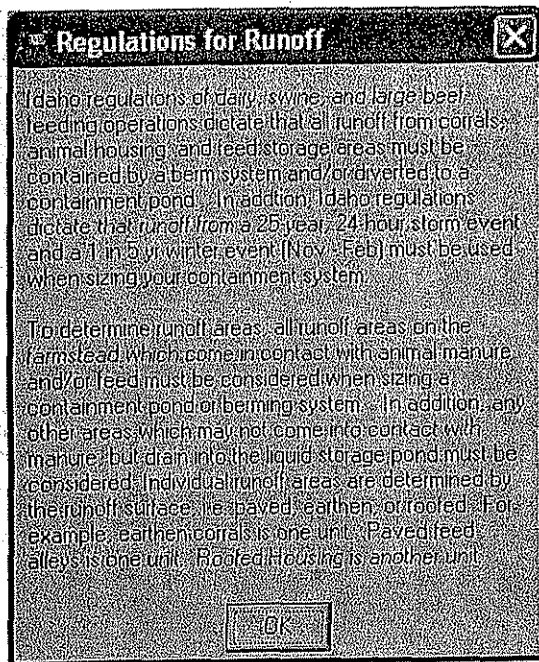 Regulations for Runoff
Idaho regulations of dairy, swine, and large beef
feeding operations dictate that all runoff from corrals,
animal housing, and feed storage areas must be
contained by a berm system and/or diverted to a
containment pond. In addtion, Idaho regulations
dictate that runoff from a 25 year, 24 hour storm event
and a 1 in 5 yr winter event (Nov - Feb) must be used
when sizing your containment system.
To determine runoff areas, all runoff areas on the
farmstead which come in contact with animal manure
and/or feed must be considered when sizing a
containment pond or berming system. In addition, any
other areas which may not come into contact with
manure, but drain into the liquid storage pond must be
considered. Individual runoff areas are determined by
the runoff surface, i.e. paved, earthen, or roofed. For
example, earthen corrals is one unit. Paved feed
alleys is one unit. Roofed Housing is another unit.
OK